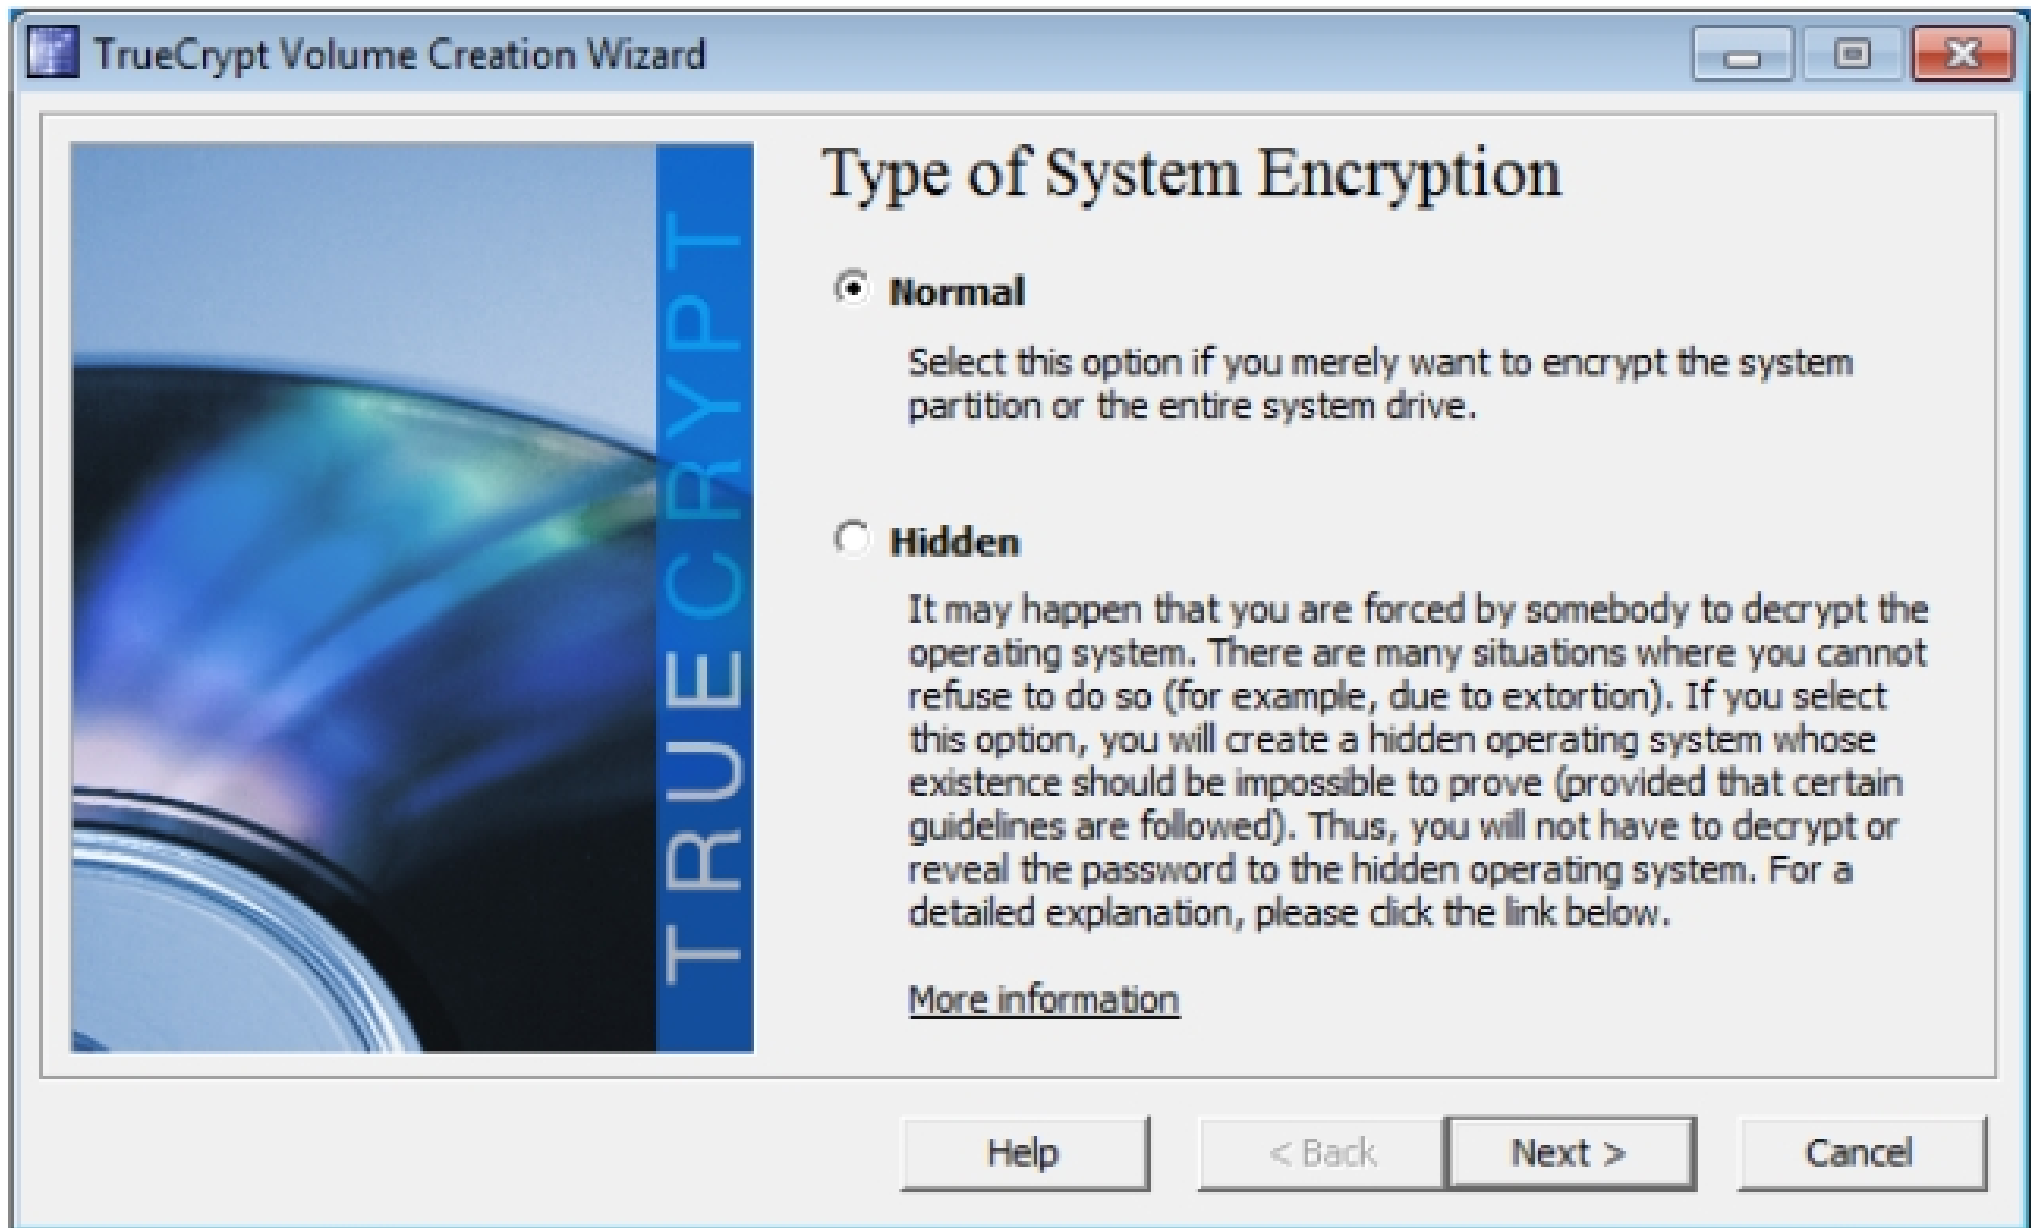 TrueCrypt Volume Creation Wizard
TRUECRYPT
Type of System Encryption
Normal
Select this option if you merely want to encrypt the system
partition or the entire system drive.
Hidden
It may happen that you are forced by somebody to decrypt the
operating system. There are many situations where you cannot
refuse to do so (for example, due to extortion). If you select
this option, you will create a hidden operating system whose
existence should be impossible to prove (provided that certain
guidelines are followed). Thus, you will not have to decrypt or
reveal the password to the hidden operating system. For a
detailed explanation, please click the link below.
More information
Help
< Back
Next >
Cancel